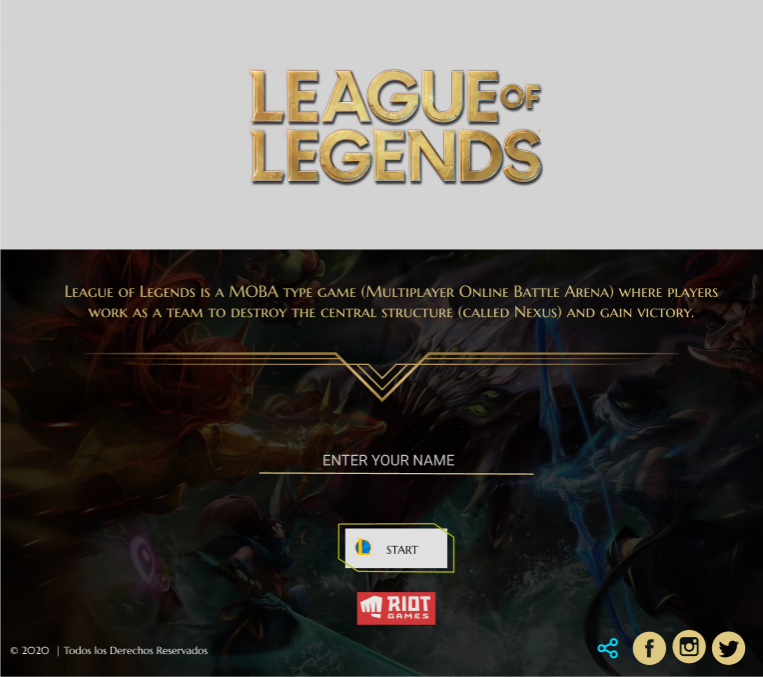 LEAGUE OF
LEGENDS
League of Legends is a MOBA type game (Multiplayer Online Battle Arena) where players
work as a team to destroy the central structure (called Nexus) and gain victory.
ENTER YOUR NAME
START
RIOT
GAMES
© 2020 | Todos los Derechos Reservados